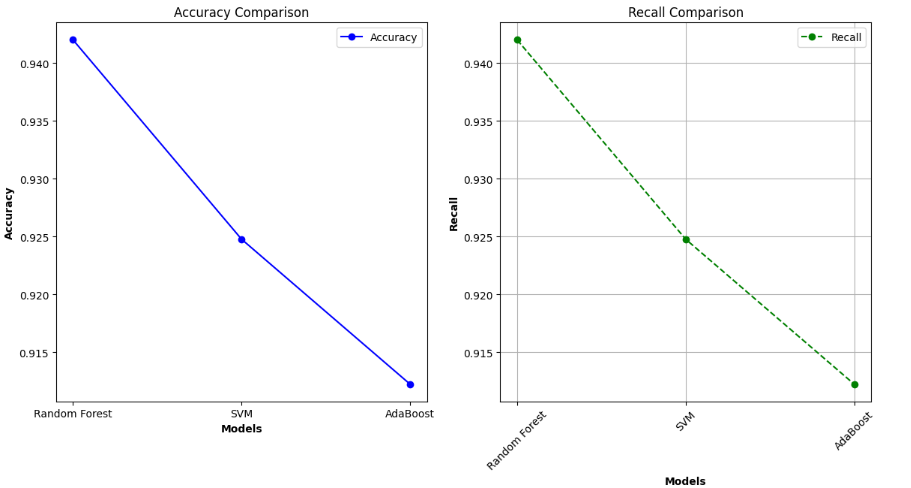 Accuracy Comparison
Accuracy
0.940
0.935
0.930
0.925
0.920
0.915
Accuracy
Random Forest
SVM
AdaBoost
Models
Recall Comparison
Recall
0.940
0.935
0.930
0.925
0.920
0.915
Recall
Random Forest
SVM
AdaBoost
Models